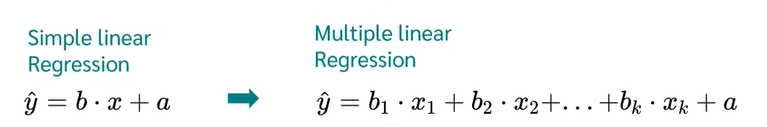 Simple linear
Regression
ŷ = b · x + a
Multiple linear
Regression
ŷ = b₁ · x₁ + b₂ · x₂+. . . +bₖ · xₖ + a